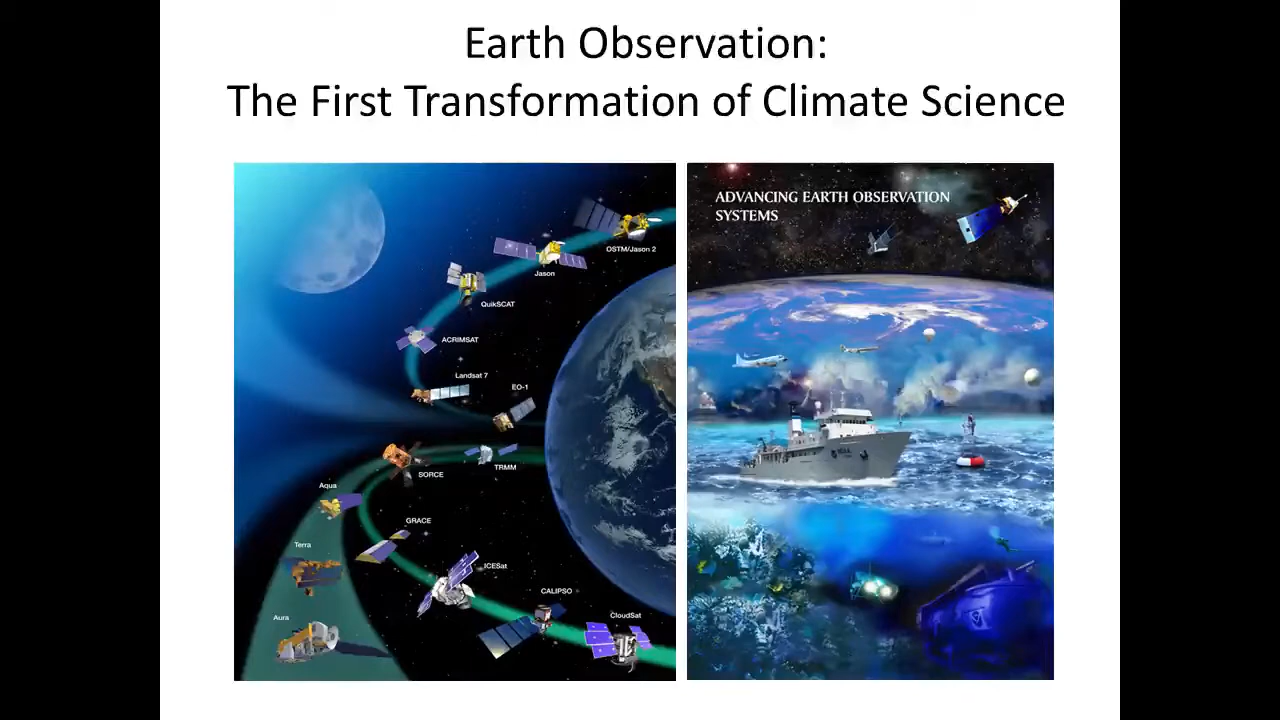 Earth Observation:
The First Transformation of Climate Science
OSTM/Jason 2
Jason
QuikSCAT
ACRIMSAT
Landsat 7
EO-1
SORCE
TRMM
Aqua
GRACE
Terra
ICESat
CALIPSO
Aura
CloudSat
ADVANCING EARTH OBSERVATION
SYSTEMS